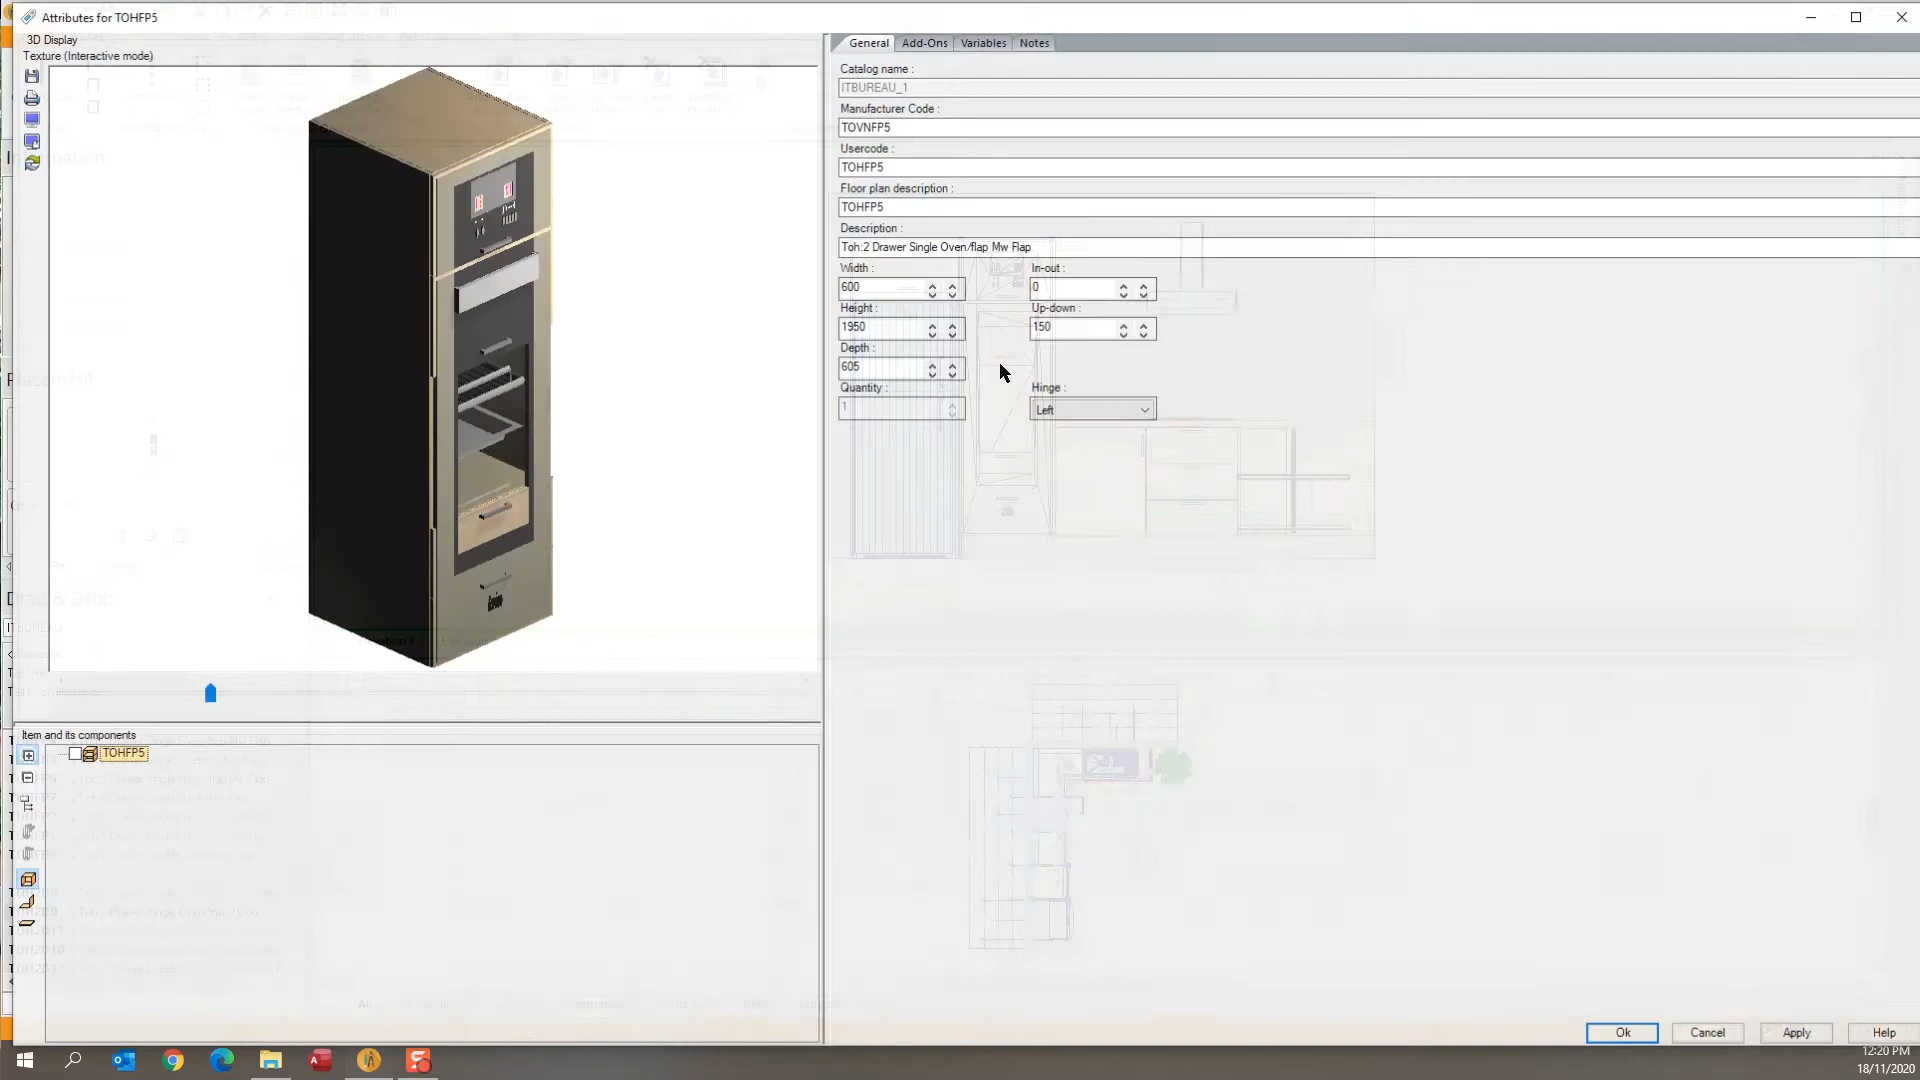 Attributes for TOHFP5
3D Display
Texture (Interactive mode)
General Add-Ons Variables Notes
Catalog name :
ITBUREAU_1
Manufacturer Code :
TOVNFP5
Usercode :
TOHFP5
Floor plan description :
TOHFP5
Description :
Toh:2 Drawer Single Oven/flap Mw Flap
Width : In-out :
600 0
Height : Up-down :
1950 150
Depth :
605
Quantity : Hinge :
1 Left
Placement
Drag & Drop
Item and its components
TOHFP5
Ok Cancel Apply Help
12:20 PM
18/11/2020